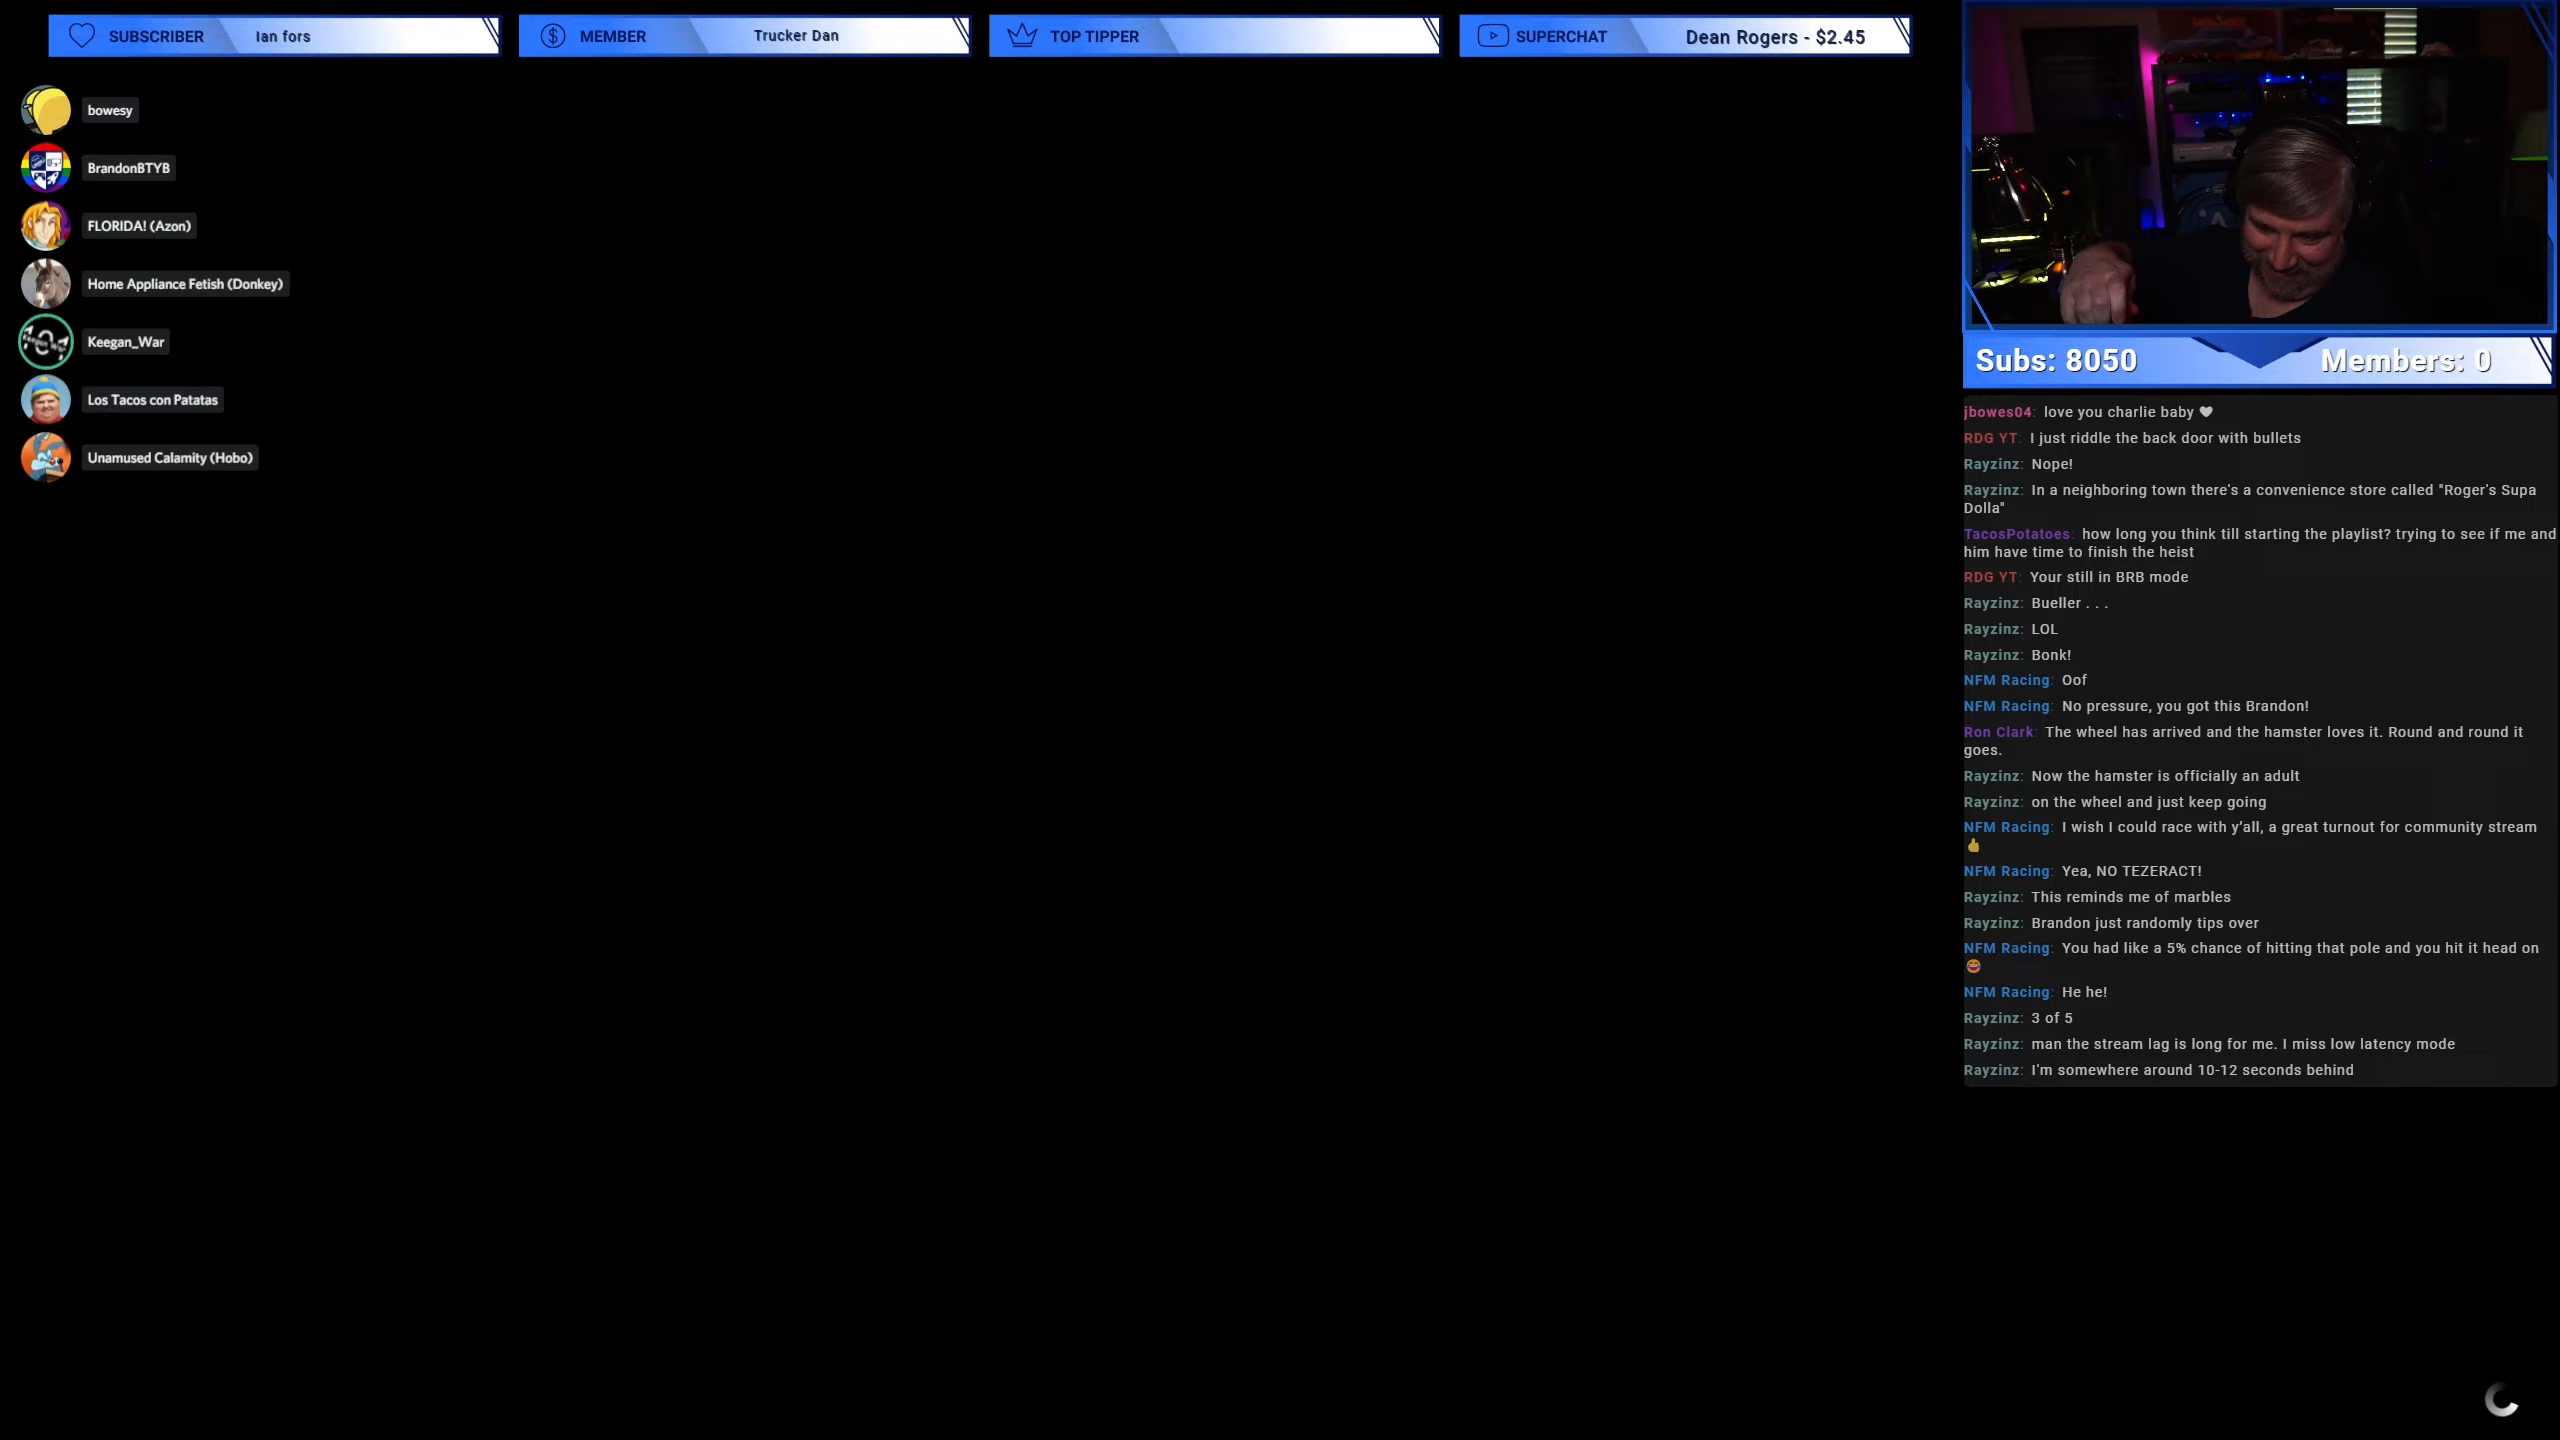 SUBSCRIBER Ian fors
MEMBER Trucker Dan
TOP TIPPER
SUPERCHAT Dean Rogers - $2.45
bowesy
BrandonBTYB
FLORIDA! (Azon)
Home Appliance Fetish (Donkey)
Keegan_War
Los Tacos con Patatas
Unamused Calamity (Hobo)
Subs: 8050
Members: 0
jbowes04: love you charlie baby 🖤
RDG YT: I just riddle the back door with bullets
Rayzinz: Nope!
Rayzinz: In a neighboring town there's a convenience store called "Roger's Supa
Dolla"
TacosPotatoes: how long you think till starting the playlist? trying to see if me and
him have time to finish the heist
RDG YT: Your still in BRB mode
Rayzinz: Bueller . . .
Rayzinz: LOL
Rayzinz: Bonk!
NFM Racing: Oof
NFM Racing: No pressure, you got this Brandon!
Ron Clark: The wheel has arrived and the hamster loves it. Round and round it
goes.
Rayzinz: Now the hamster is officially an adult
Rayzinz: on the wheel and just keep going
NFM Racing: I wish I could race with y’all, a great turnout for community stream
👍
NFM Racing: Yea, NO TEZERACT!
Rayzinz: This reminds me of marbles
Rayzinz: Brandon just randomly tips over
NFM Racing: You had like a 5% chance of hitting that pole and you hit it head on
😂
NFM Racing: He he!
Rayzinz: 3 of 5
Rayzinz: man the stream lag is long for me. I miss low latency mode
Rayzinz: I'm somewhere around 10-12 seconds behind